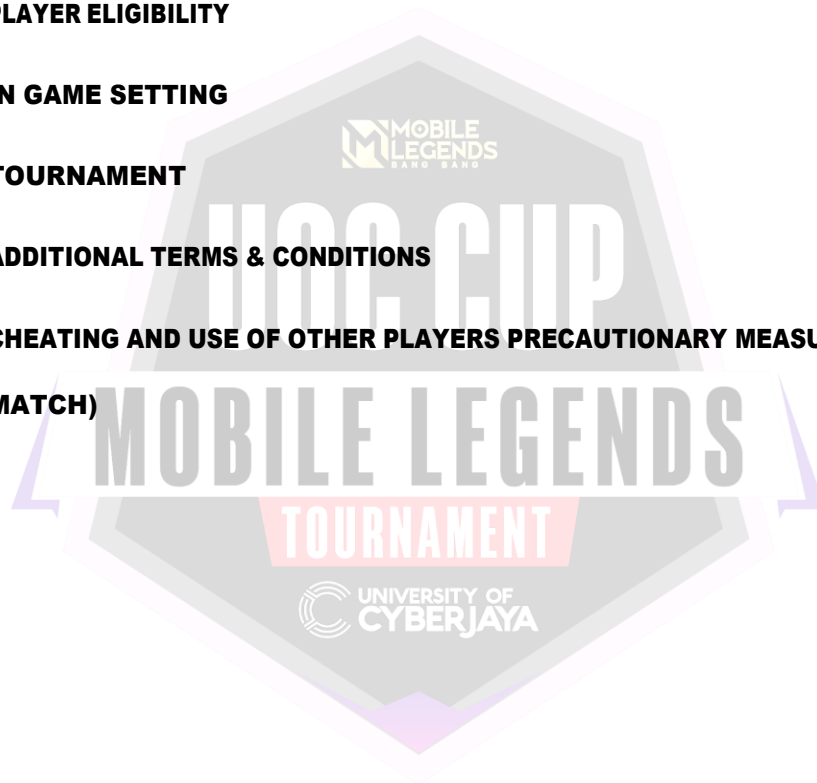 PLAYER ELIGIBILITY
N GAME SETTING
MOBILE
LEGENDS
BANG BANG
TOURNAMENT
UOC CUP
ADDITIONAL TERMS & CONDITIONS
CHEATING AND USE OF OTHER PLAYERS PRECAUTIONARY MEASU
MATCH)
MOBILE LEGENDS
TOURNAMENT
UNIVERSITY OF
CYBERJAYA